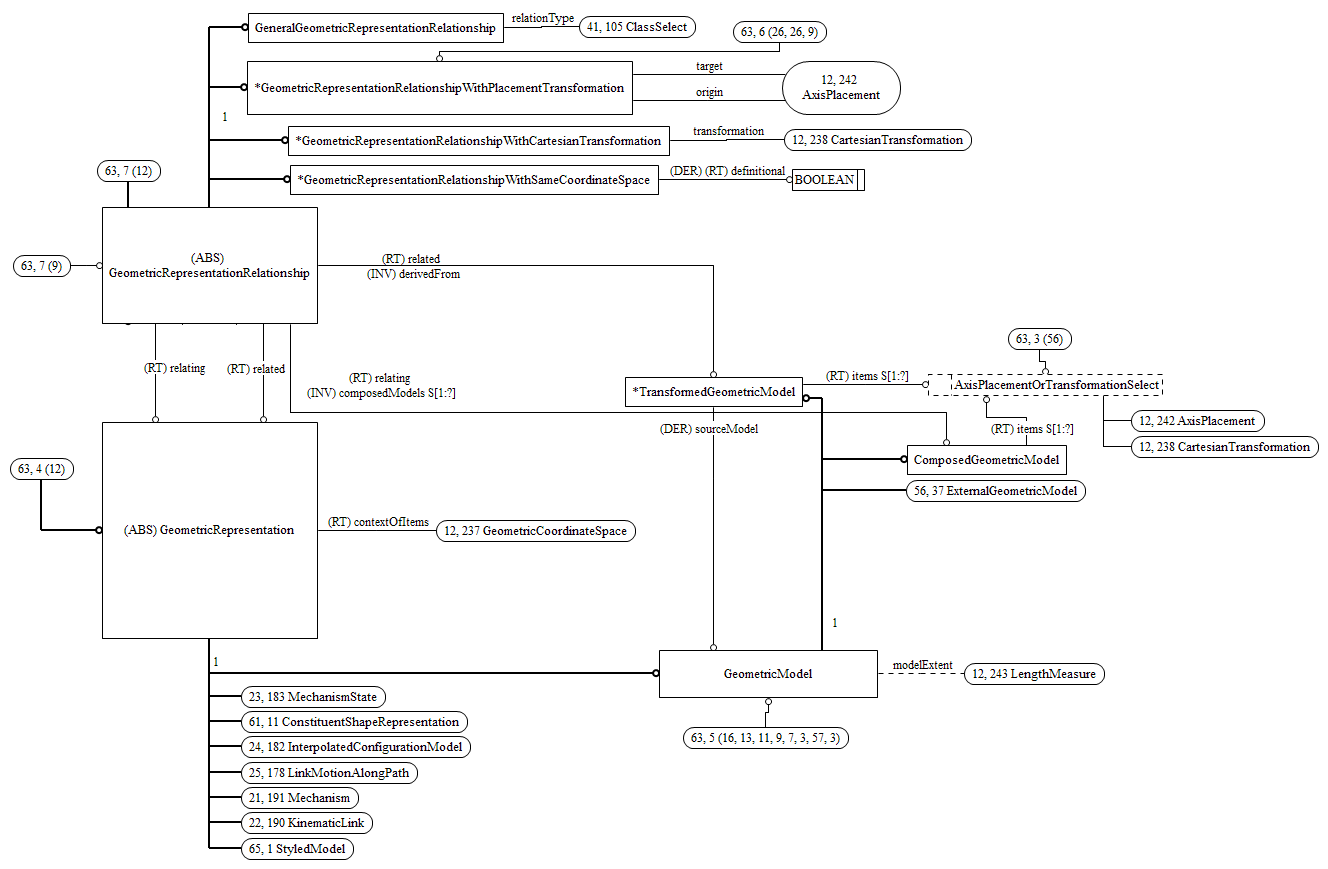 GeneralGeometricRepresentationRelationship
relationType
41, 105 ClassSelect
63, 6 (26, 26, 9)
*GeometricRepresentationRelationshipWithPlacementTransformation
target
origin
12, 242
AxisPlacement
1
*GeometricRepresentationRelationshipWithCartesianTransformation
transformation
12, 238 CartesianTransformation
63, 7 (12)
*GeometricRepresentationRelationshipWithSameCoordinateSpace
(DER) (RT) definitional
BOOLEAN
63, 7 (9)
(ABS)
GeometricRepresentationRelationship
(RT) related
(INV) derivedFrom
(RT) relating
(RT) related
(RT) relating
(INV) composedModels S[1:?]
63, 3 (56)
*TransformedGeometricModel
(RT) items S[1:?]
AxisPlacementOrTransformationSelect
(DER) sourceModel
(RT) items S[1:?]
12, 242 AxisPlacement
12, 238 CartesianTransformation
ComposedGeometricModel
56, 37 ExternalGeometricModel
63, 4 (12)
(ABS) GeometricRepresentation
(RT) contextOfItems
12, 237 GeometricCoordinateSpace
1
1
GeometricModel
modelExtent
12, 243 LengthMeasure
63, 5 (16, 13, 11, 9, 7, 3, 57, 3)
23, 183 MechanismState
61, 11 ConstituentShapeRepresentation
24, 182 InterpolatedConfigurationModel
25, 178 LinkMotionAlongPath
21, 191 Mechanism
22, 190 KinematicLink
65, 1 StyledModel